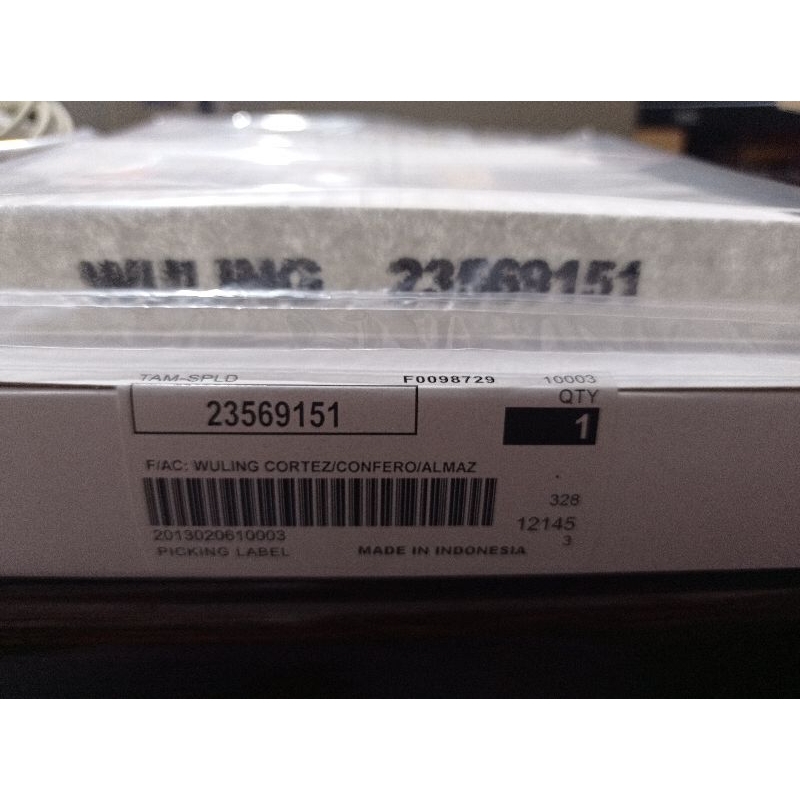 WULING 23569151
TAM-SPLD F0098729 10003
23569151
QTY
1
F/AC: WULING CORTEZ/CONFERO/ALMAZ
328
12145
2013020610003
3
PICKING LABEL MADE IN INDONESIA